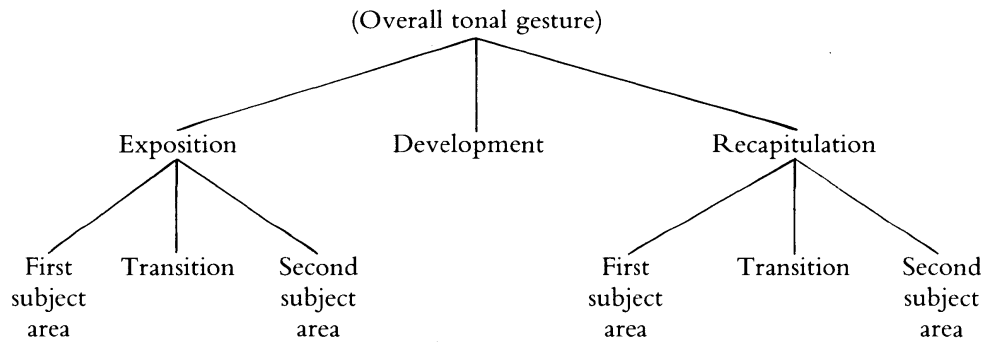 (Overall tonal gesture)
Exposition Development Recapitulation
First Transition Second First Transition Second
subject subject subject subject
area area area area